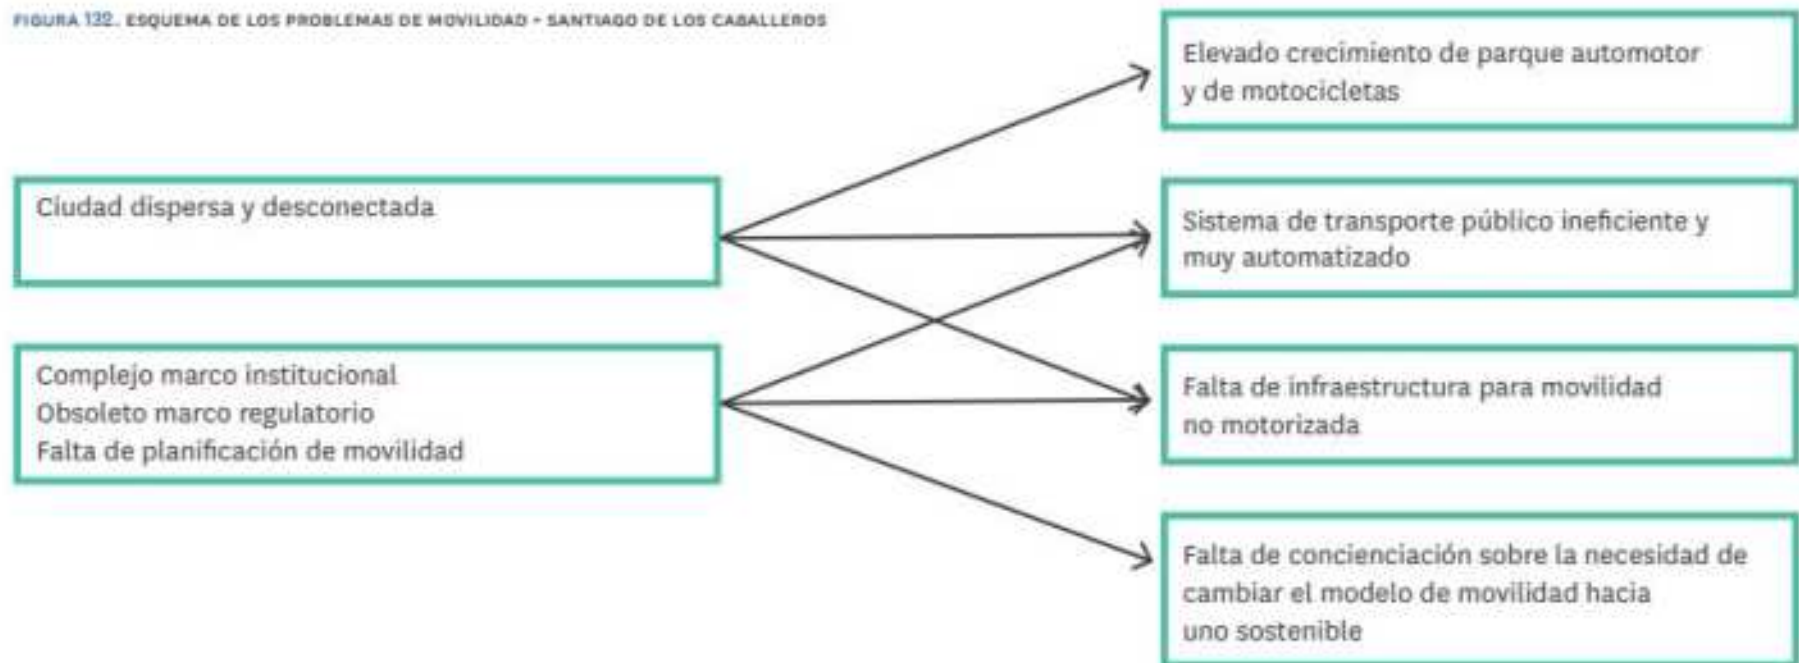 FIGURA 132. ESQUEMA DE LOS PROBLEMAS DE MOVILIDAD - SANTIAGO DE LOS CABALLEROS
Ciudad dispersa y desconectada
Complejo marco institucional
Obsoleto marco regulatorio
Falta de planificación de movilidad
Elevado crecimiento de parque automotor
y de motocicletas
Sistema de transporte público ineficiente y
muy automatizado
Falta de infraestructura para movilidad
no motorizada
Falta de concienciación sobre la necesidad de
cambiar el modelo de movilidad hacia
uno sostenible